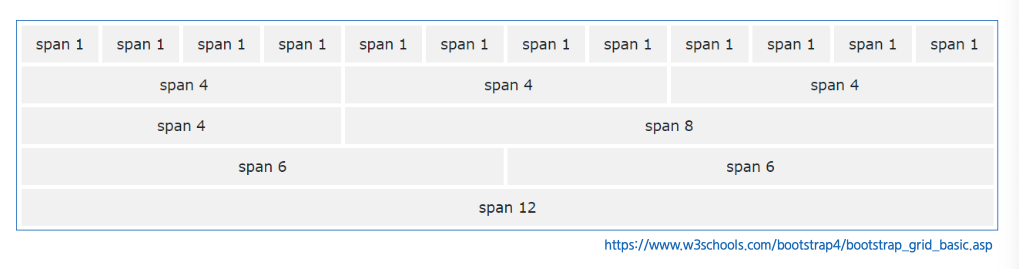 span 1 span 1 span 1 span 1 span 1 span 1 span 1 span 1 span 1 span 1 span 1 span 1
span 4 span 4 span 4
span 4 span 8
span 6 span 6
span 12
https://www.w3schools.com/bootstrap4/bootstrap_grid_basic.asp